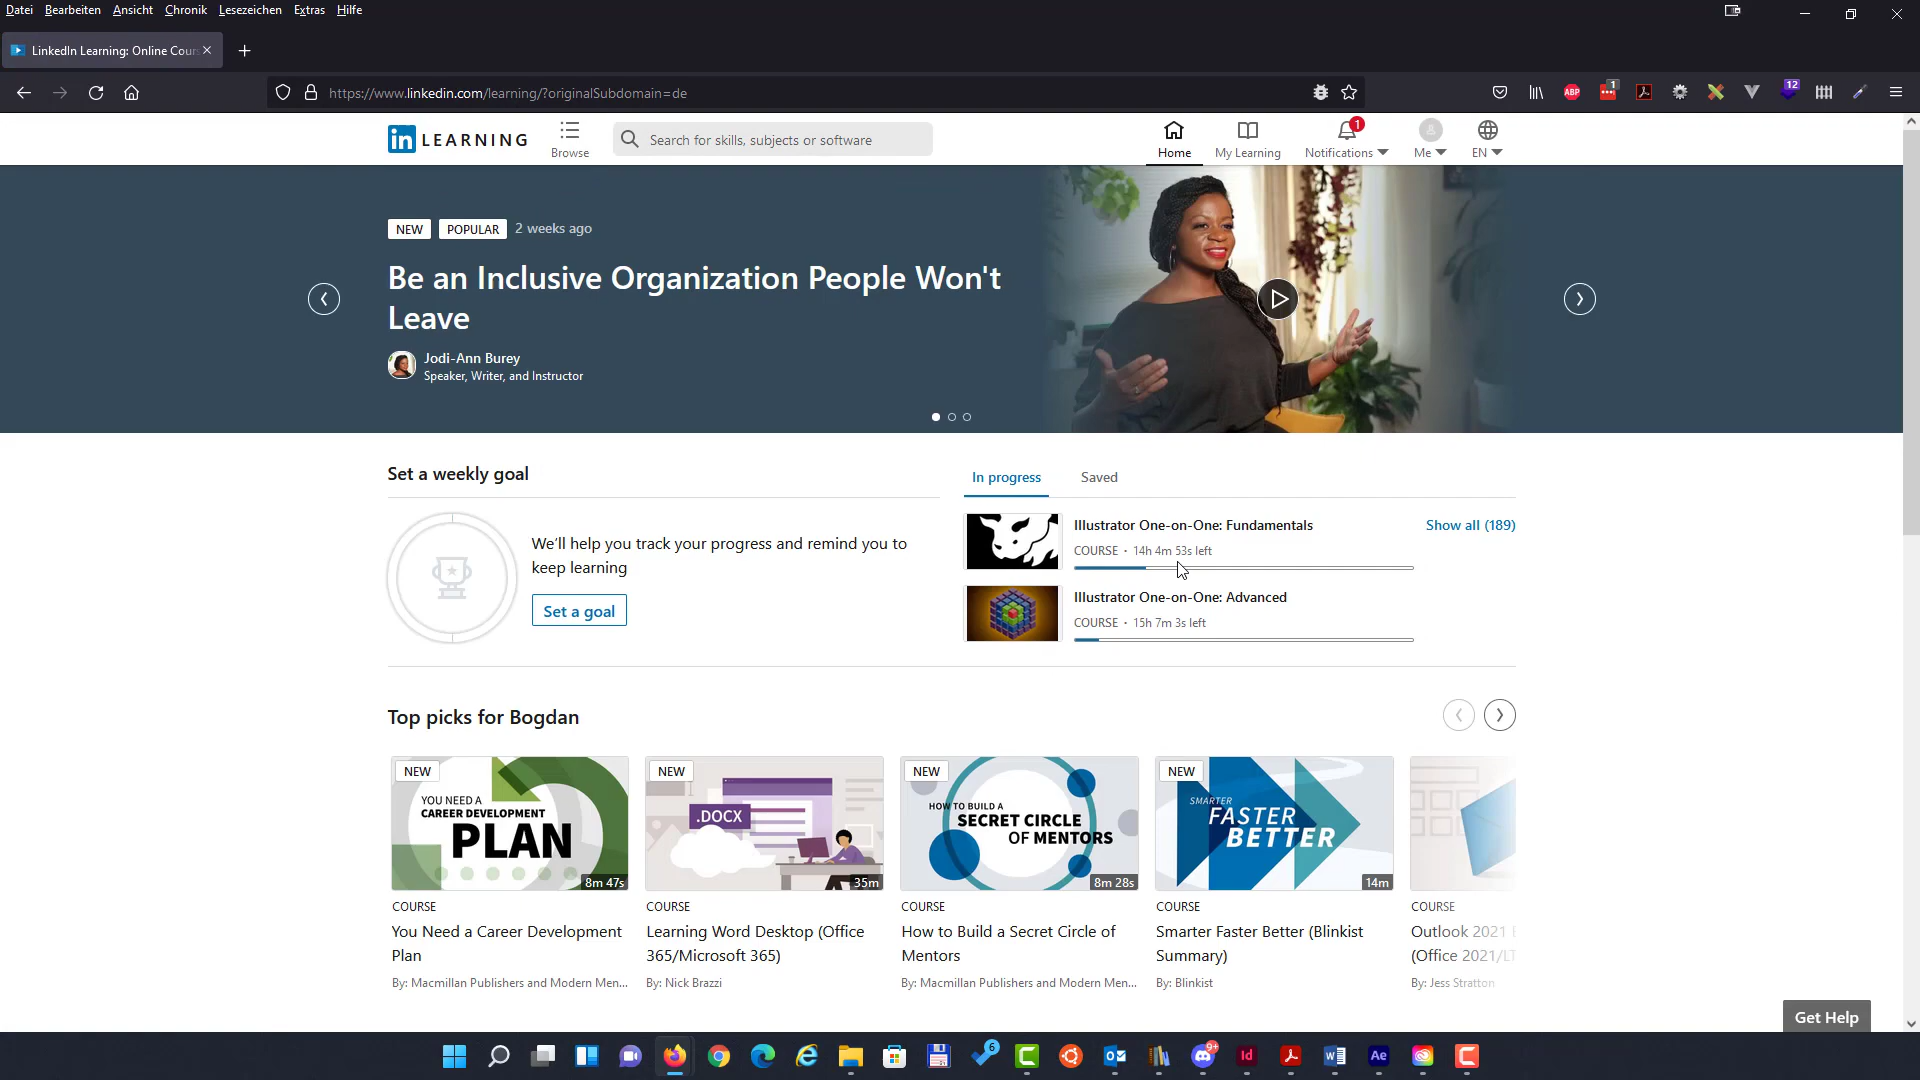 Datei Bearbeiten Ansicht Chronik Lesezeichen Extras Hilfe
LinkedIn Learning: Online Cour
https://www.linkedin.com/learning/?originalSubdomain=de
ABP 1 12
in LEARNING
Browse
Search for skills, subjects or software
Home
My Learning
1
Notifications
Me
EN
NEW POPULAR 2 weeks ago
Be an Inclusive Organization People Won't
Leave
Jodi-Ann Burey
Speaker, Writer, and Instructor
Set a weekly goal
We'll help you track your progress and remind you to
keep learning
Set a goal
In progress Saved
Illustrator One-on-One: Fundamentals
Show all (189)
COURSE • 14h 4m 53s left
Illustrator One-on-One: Advanced
COURSE • 15h 7m 3s left
Top picks for Bogdan
NEW
YOU NEED A
CAREER DEVELOPMENT
PLAN
8m 47s
COURSE
You Need a Career Development
Plan
By: Macmillan Publishers and Modern Men...
NEW
.DOCX
35m
COURSE
Learning Word Desktop (Office
365/Microsoft 365)
By: Nick Brazzi
NEW
HOW TO BUILD A
SECRET CIRCLE
OF MENTORS
8m 28s
COURSE
How to Build a Secret Circle of
Mentors
By: Macmillan Publishers and Modern Men...
NEW
SMARTER
FASTER
BETTER
14m
COURSE
Smarter Faster Better (Blinkist
Summary)
By: Blinkist
COURSE
Outlook 2021
(Office 2021/LT
By: Jess Stratton
Get Help
6
9+
Id
Ae